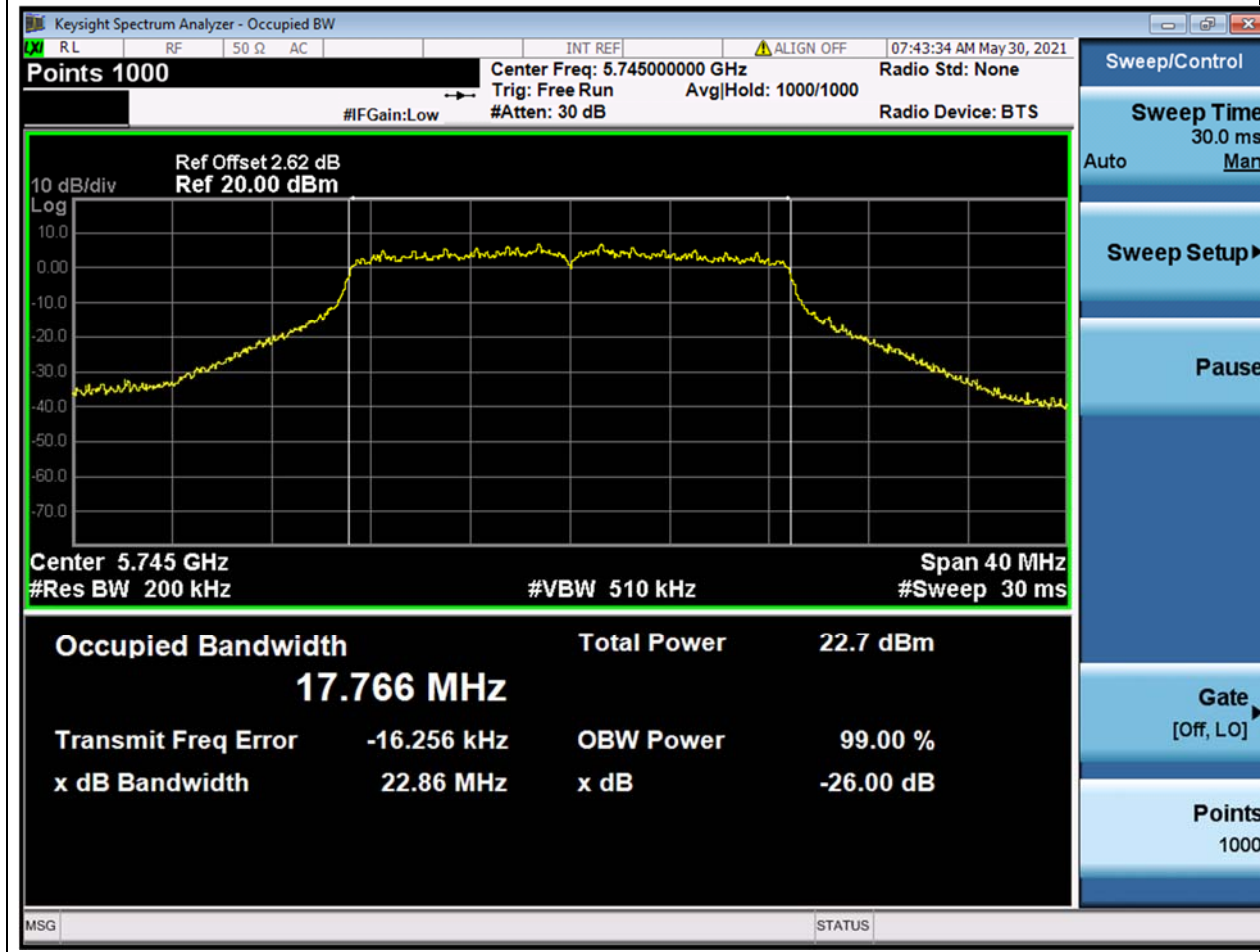 Keysight Spectrum Analyzer - Occupied BW
LXI RL RF 50 Ω AC INT REF ALIGN OFF 07:43:34 AM May 30, 2021
Points 1000
Center Freq: 5.745000000 GHz Radio Std: None
Trig: Free Run Avg|Hold: 1000/1000
#IFGain:Low #Atten: 30 dB Radio Device: BTS
Ref Offset 2.62 dB
10 dB/div Ref 20.00 dBm
Log
10.0
0.00
-10.0
-20.0
-30.0
-40.0
-50.0
-60.0
-70.0
Center 5.745 GHz Span 40 MHz
#Res BW 200 kHz #VBW 510 kHz #Sweep 30 ms
Occupied Bandwidth Total Power 22.7 dBm
17.766 MHz
Transmit Freq Error -16.256 kHz OBW Power 99.00 %
x dB Bandwidth 22.86 MHz x dB -26.00 dB
MSG STATUS
Sweep/Control
Sweep Time
30.0 ms
Auto Man
Sweep Setup
Pause
Gate
[Off, LO]
Points
1000